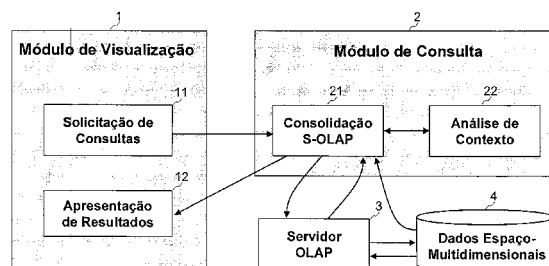 1
2
Módulo de Visualização
Módulo de Consulta
11
21
22
Solicitação de
Consultas
Consolidação
S-OLAP
Análise de
Contexto
12
Apresentação
de Resultados
3
4
Servidor
OLAP
Dados Espaço-
Multidimensionais